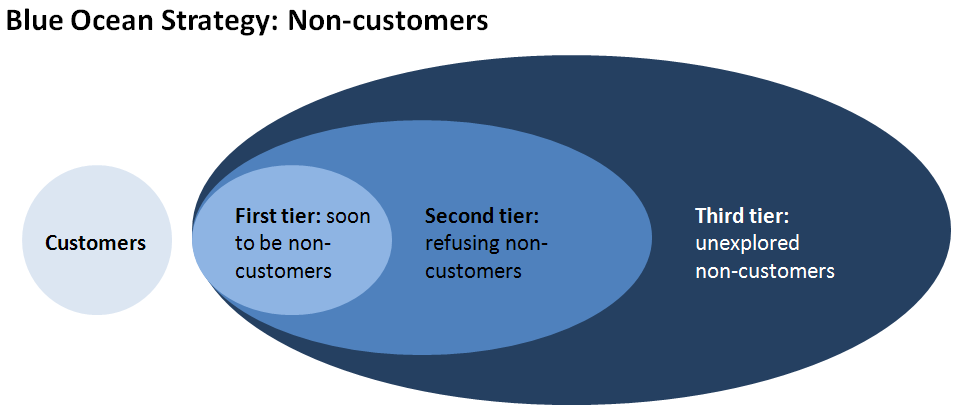 Blue Ocean Strategy: Non-customers
Customers
First tier: soon
to be non-
customers
Second tier:
refusing non-
customers
Third tier:
unexplored
non-customers